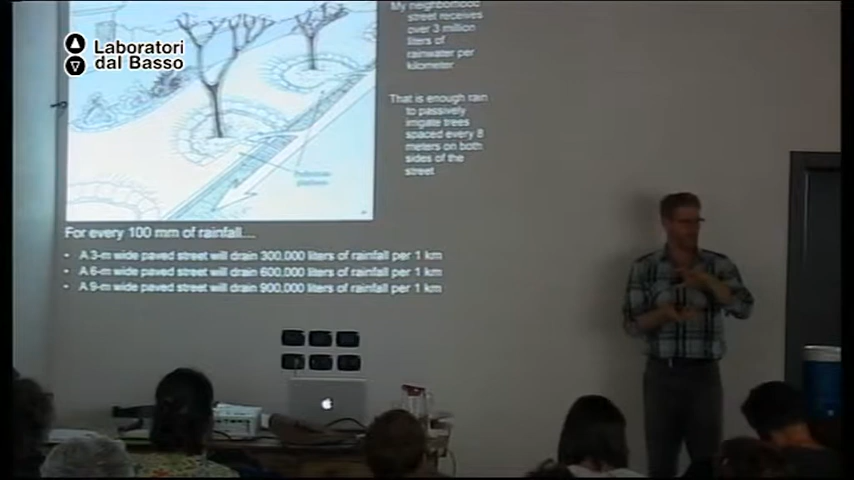 Laboratori
dal Basso
My neighborhood
street receives
over 3 million
liters of
rainwater per
kilometer
That is enough rain
to passively
irrigate trees
spaced every 8
meters on both
sides of the
street
For every 100 mm of rainfall...
• A 3-m wide paved street will drain 300,000 liters of rainfall per 1 km
• A 6-m wide paved street will drain 600,000 liters of rainfall per 1 km
• A 9-m wide paved street will drain 900,000 liters of rainfall per 1 km